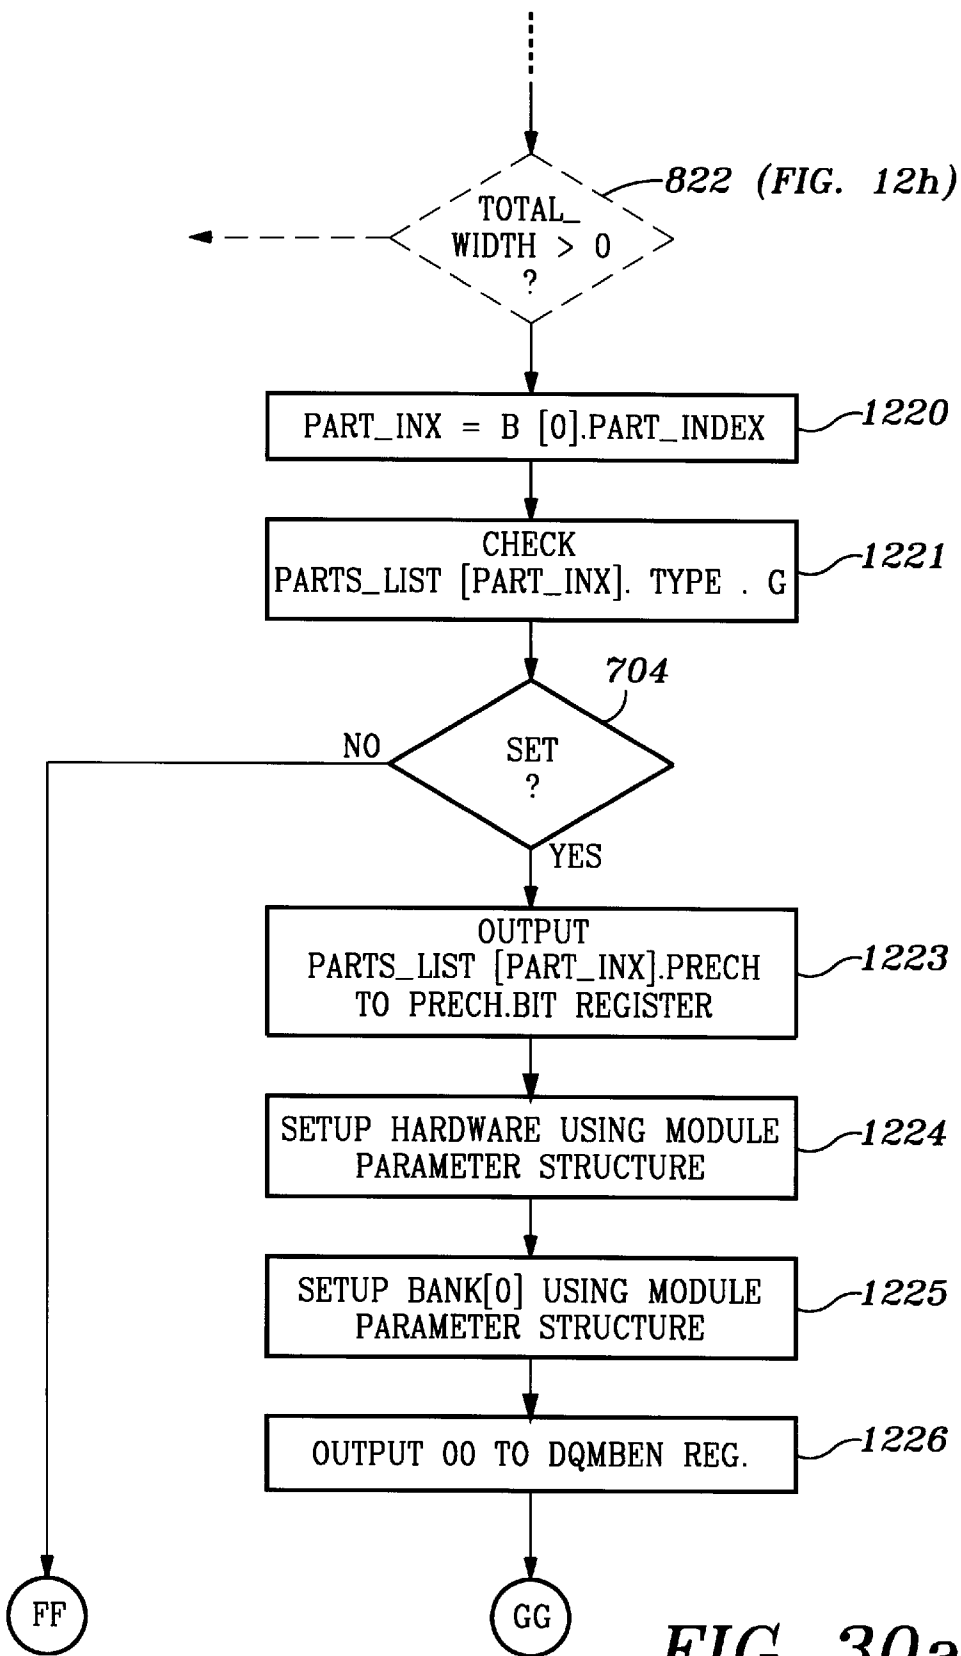 822 (FIG. 12h)
TOTAL_
WIDTH > 0
?
PART_INX = B [0].PART_INDEX
1220
CHECK
PARTS_LIST [PART_INX]. TYPE . G
1221
704
NO
SET
?
YES
OUTPUT
PARTS_LIST [PART_INX].PRECH
TO PRECH.BIT REGISTER
1223
SETUP HARDWARE USING MODULE
PARAMETER STRUCTURE
1224
SETUP BANK[0] USING MODULE
PARAMETER STRUCTURE
1225
OUTPUT 00 TO DQMBEN REG.
1226
FF
GG
FIG. 30a